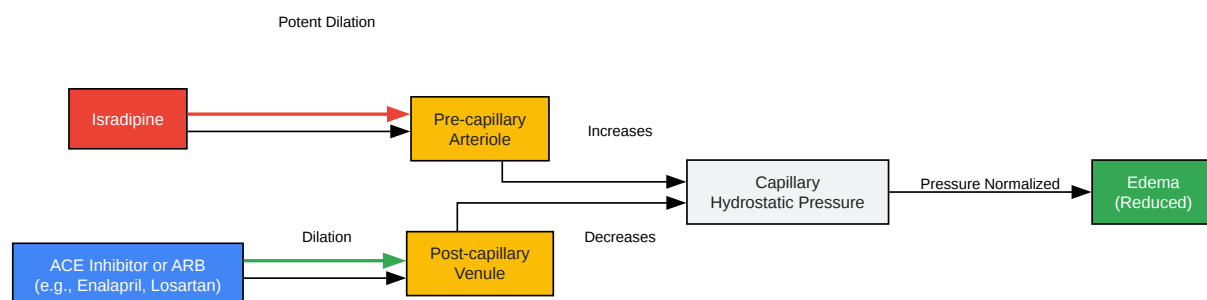 Potent Dilation
Isradipine
Pre-capillary
Arteriole
Increases
Capillary
Hydrostatic Pressure
Pressure Normalized
Edema
(Reduced)
Dilation
Decreases
ACE Inhibitor or ARB
(e.g., Enalapril, Losartan)
Post-capillary
Venule